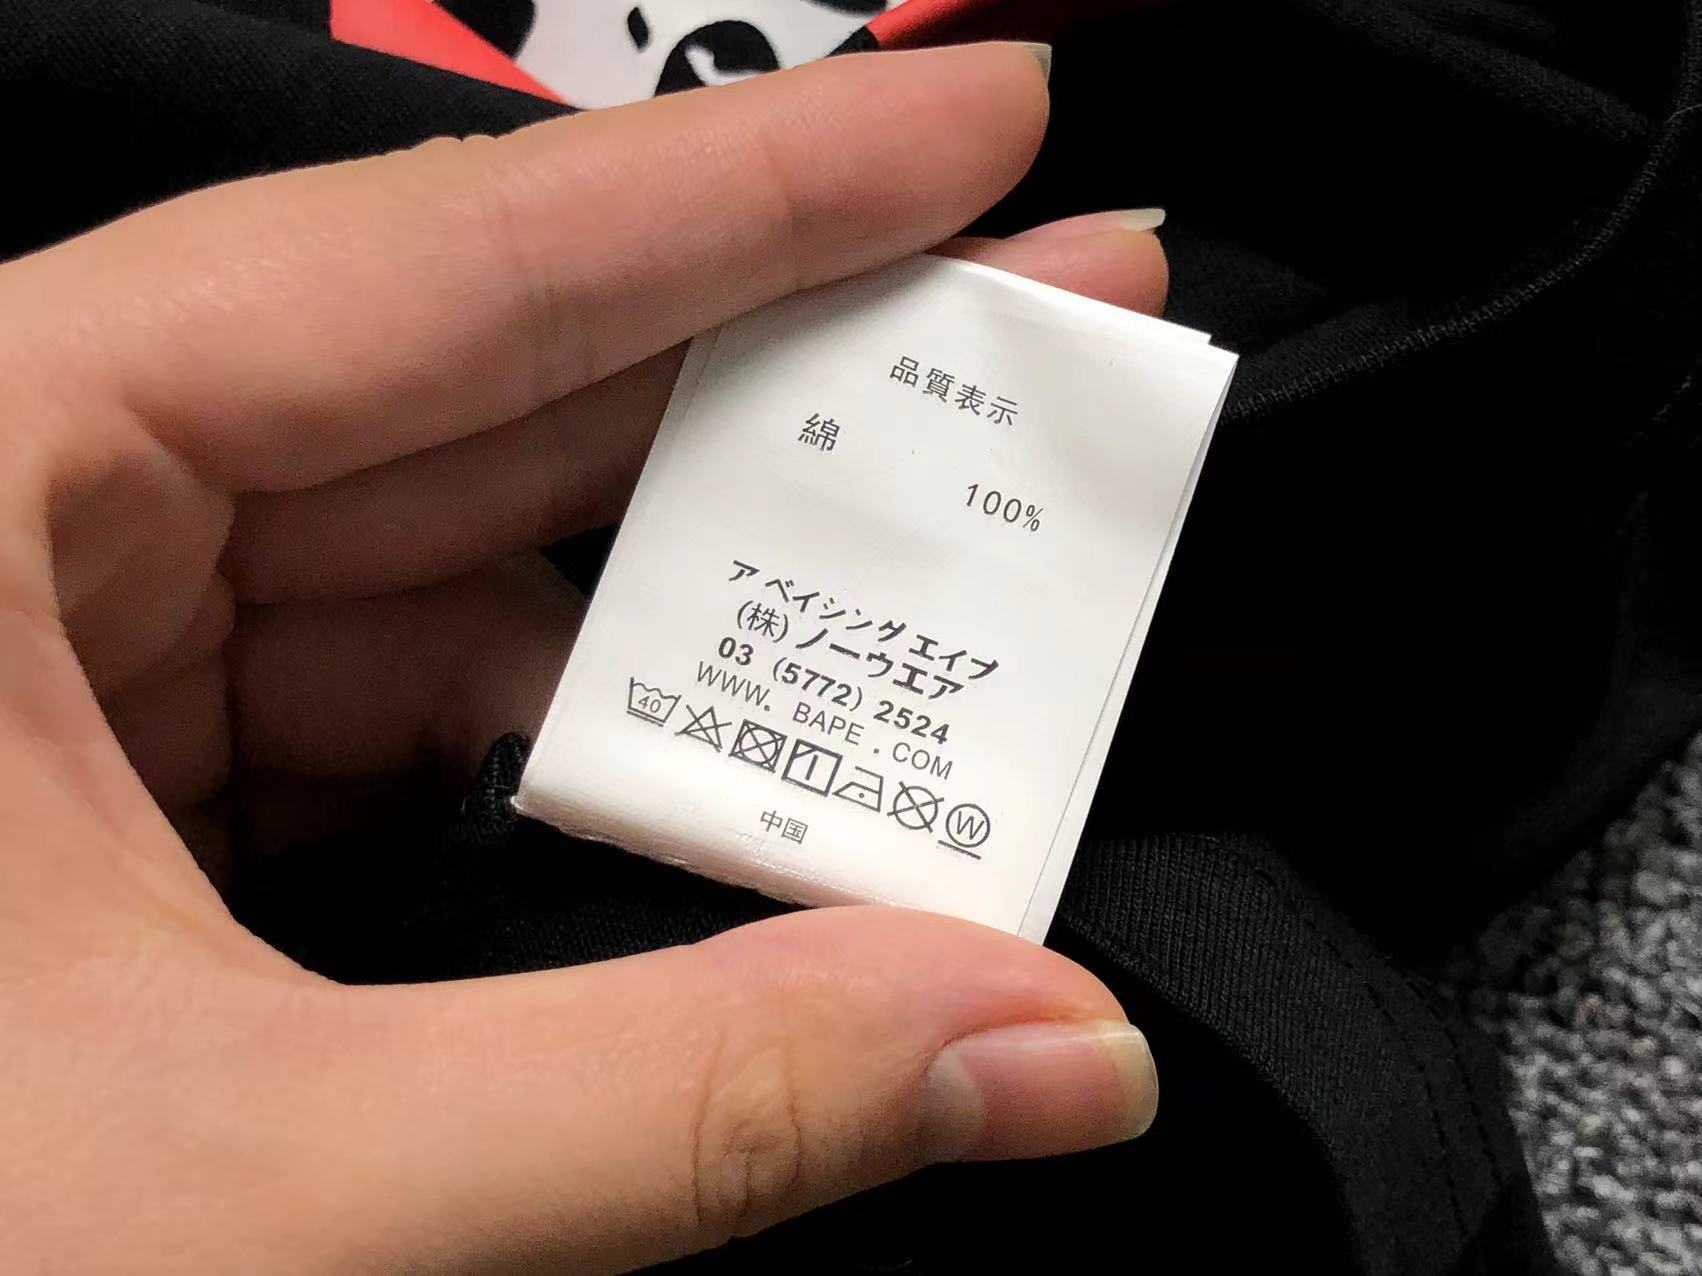 品質表示
綿
100%
ア ベイシング エイプ
(株)ノーウエア
03 (5772) 2524
WWW. BAPE . COM
40
中国
W